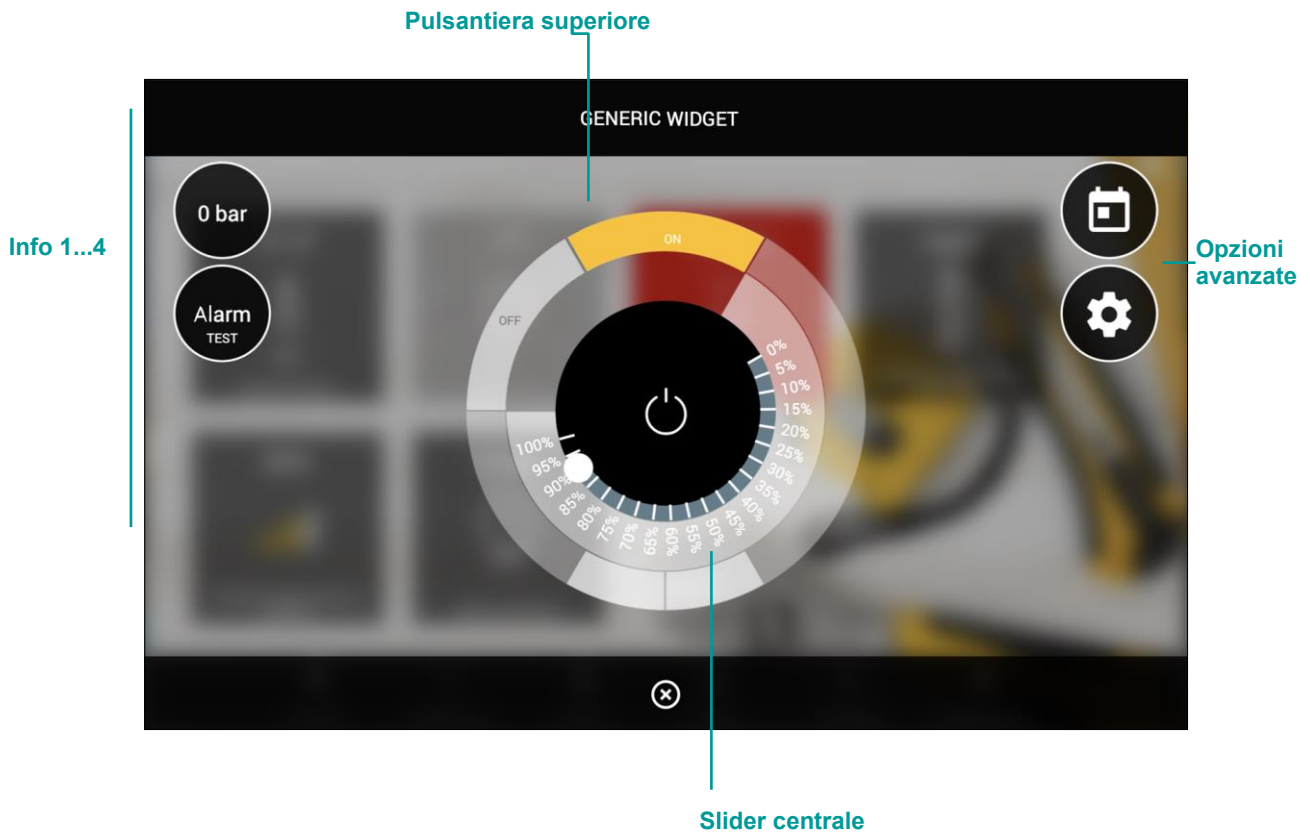 Pulsantiera superiore
GENERIC WIDGET
Info 1...4
0 bar
Alarm
TEST
Opzioni
avanzate
ON
OFF
0%
5%
10%
15%
20%
25%
30%
35%
40%
45%
50%
55%
60%
65%
70%
75%
80%
85%
90%
95%
100%
Slider centrale